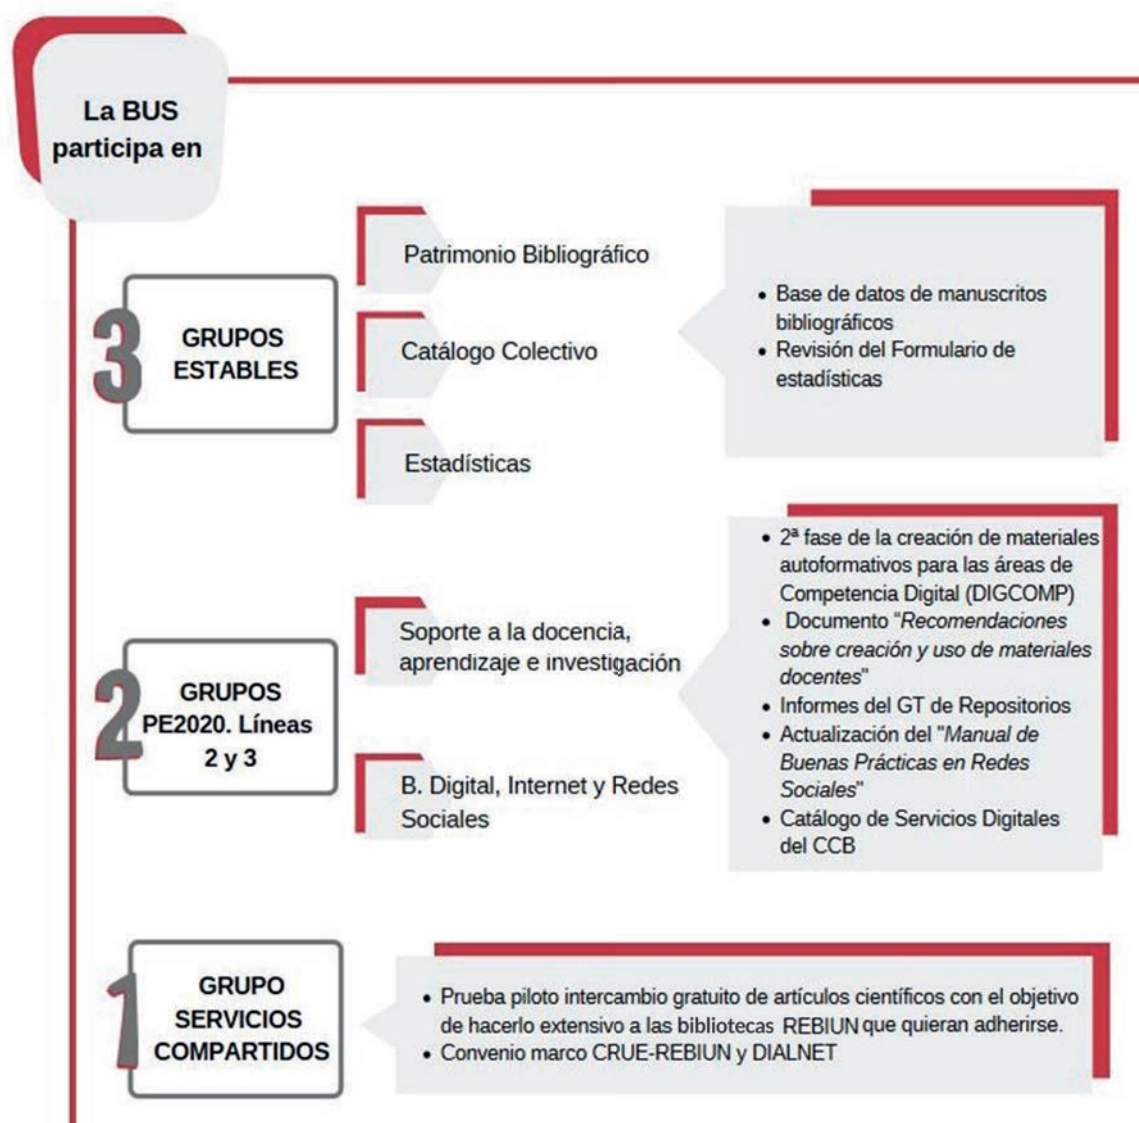 La BUS
participa en
3
GRUPOS
ESTABLES
Patrimonio Bibliográfico
Catálogo Colectivo
Estadísticas
• Base de datos de manuscritos
bibliográficos
• Revisión del Formulario de
estadísticas
2
GRUPOS
PE2020. Líneas
2 y 3
Soporte a la docencia,
aprendizaje e investigación
B. Digital, Internet y Redes
Sociales
• 2ª fase de la creación de materiales
autoformativos para las áreas de
Competencia Digital (DIGCOMP)
• Documento "Recomendaciones
sobre creación y uso de materiales
docentes"
• Informes del GT de Repositorios
• Actualización del "Manual de
Buenas Prácticas en Redes
Sociales"
• Catálogo de Servicios Digitales
del CCB
1
GRUPO
SERVICIOS
COMPARTIDOS
• Prueba piloto intercambio gratuito de artículos científicos con el objetivo
de hacerlo extensivo a las bibliotecas REBIUN que quieran adherirse.
• Convenio marco CRUE-REBIUN y DIALNET